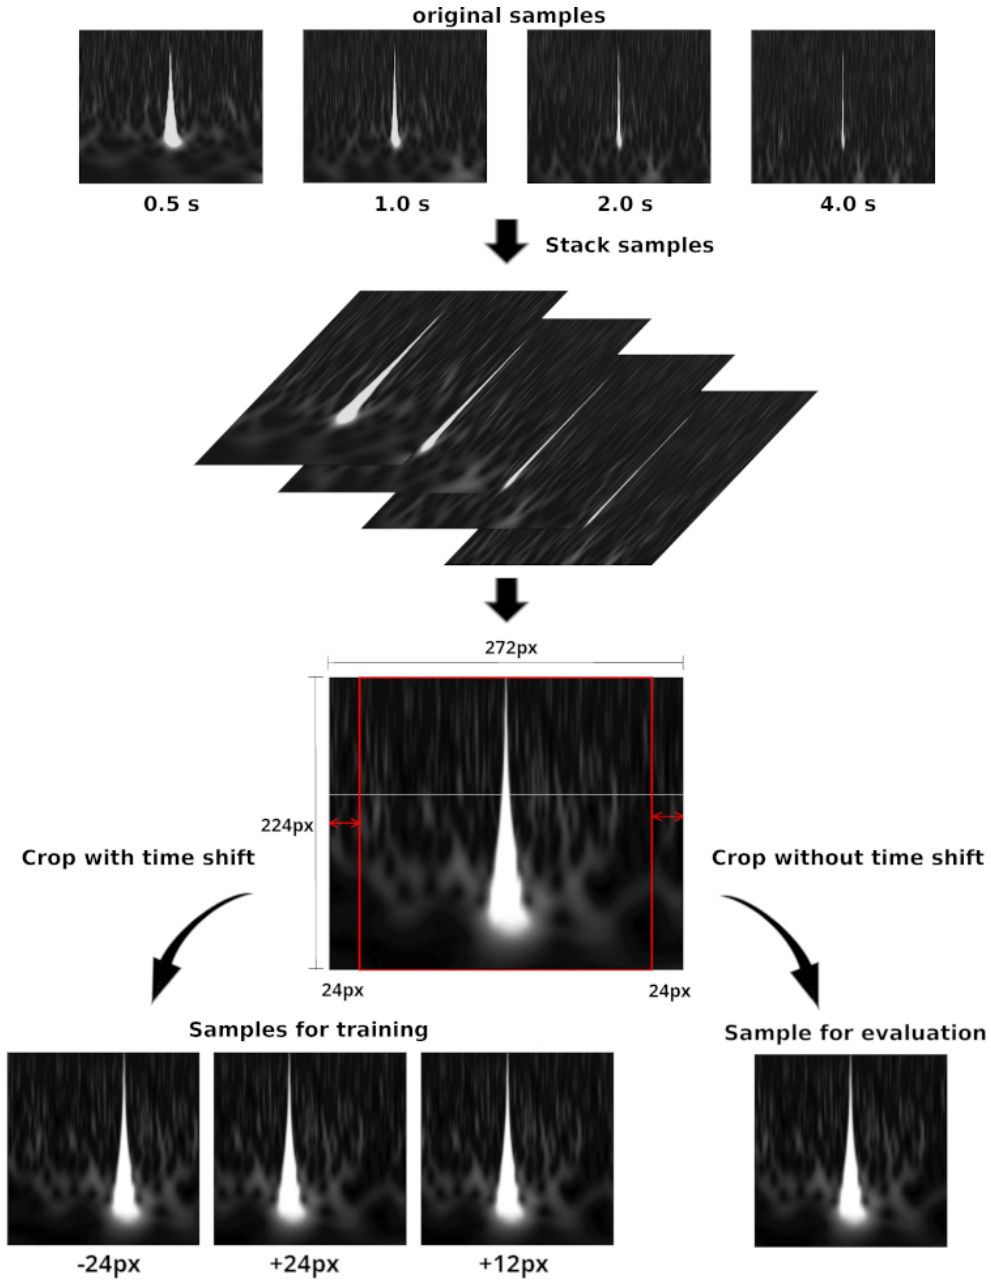 original samples
0.5 s
1.0 s
2.0 s
4.0 s
Stack samples
272px
224px
Crop with time shift
Crop without time shift
24px
24px
Samples for training
Sample for evaluation
-24px
+24px
+12px